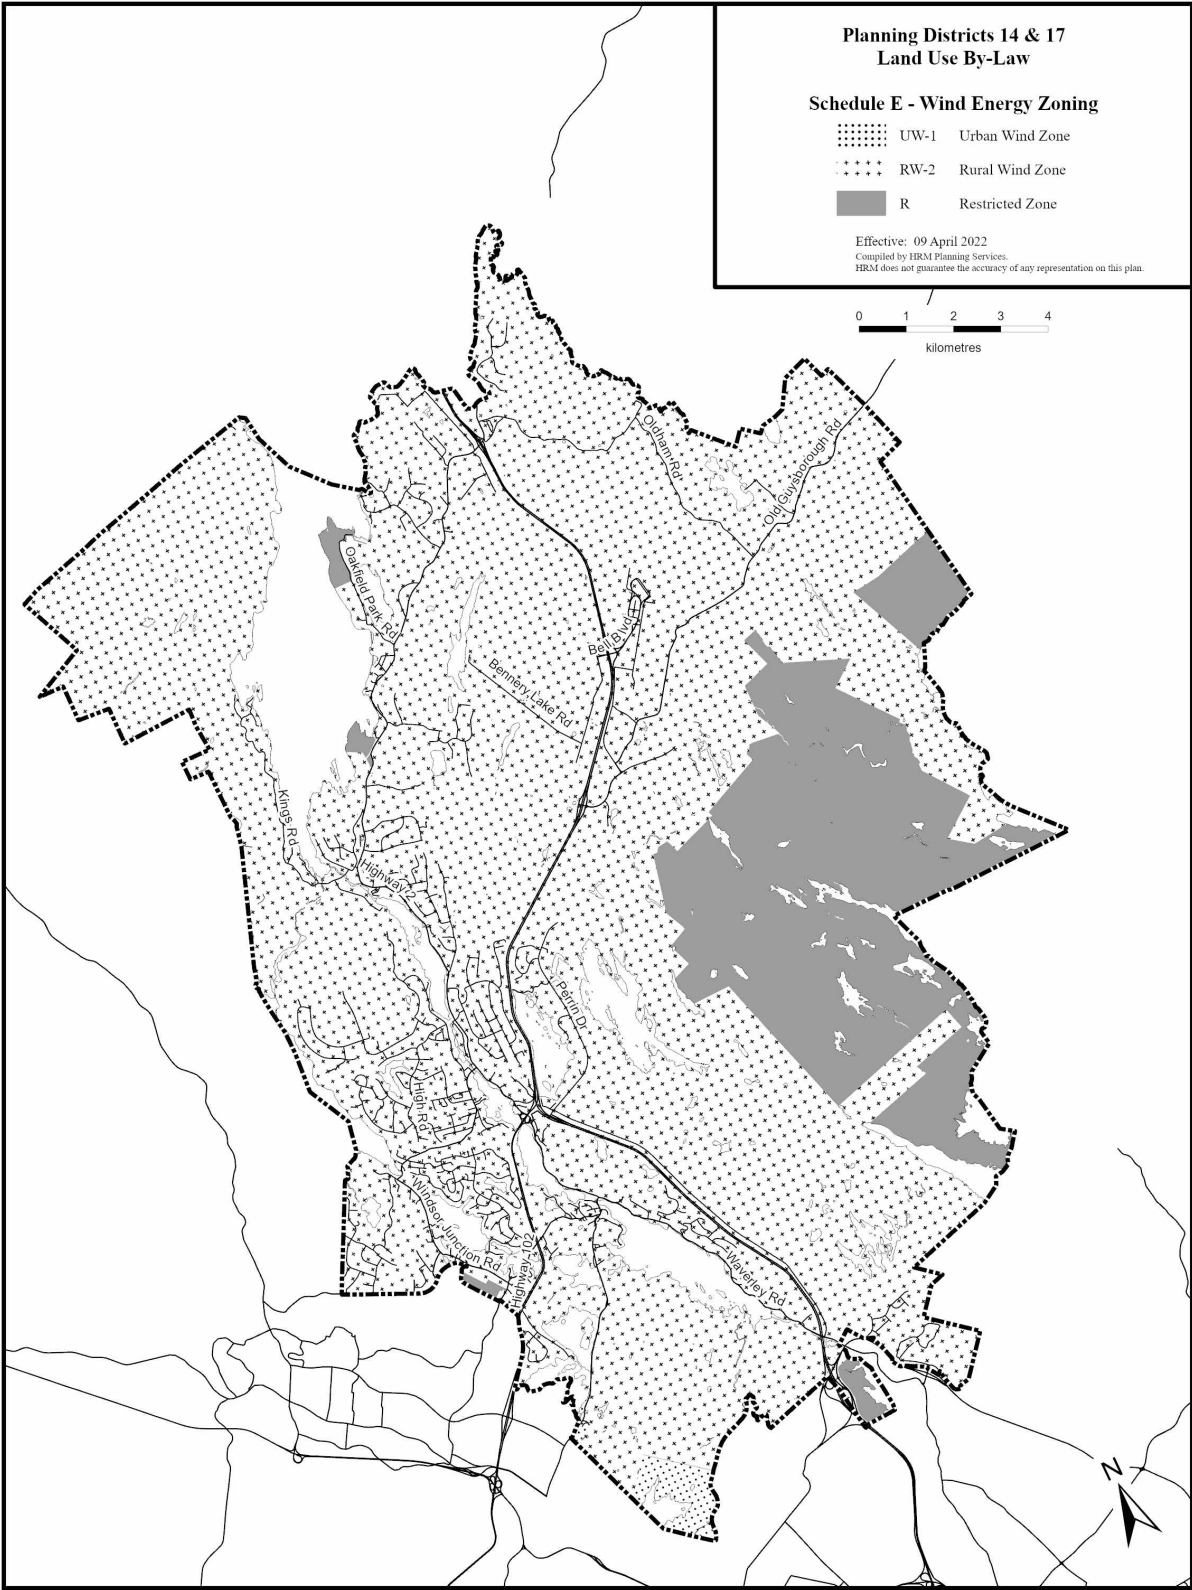 Planning Districts 14 & 17
Land Use By-Law
Schedule E - Wind Energy Zoning
UW-1 Urban Wind Zone
RW-2 Rural Wind Zone
R Restricted Zone
Effective: 09 April 2022
Compiled by HRM Planning Services.
HRM does not guarantee the accuracy of any representation on this plan.
0 1 2 3 4
kilometres
Oldham Rd
Old Guysborough Rd
Oakfield Park Rd
Bell Blvd
Bennery Lake Rd
Kings Rd
Highway 2
Perrin Dr
High Rd
Windsor Junction Rd
Highway 102
Waverley Rd
N